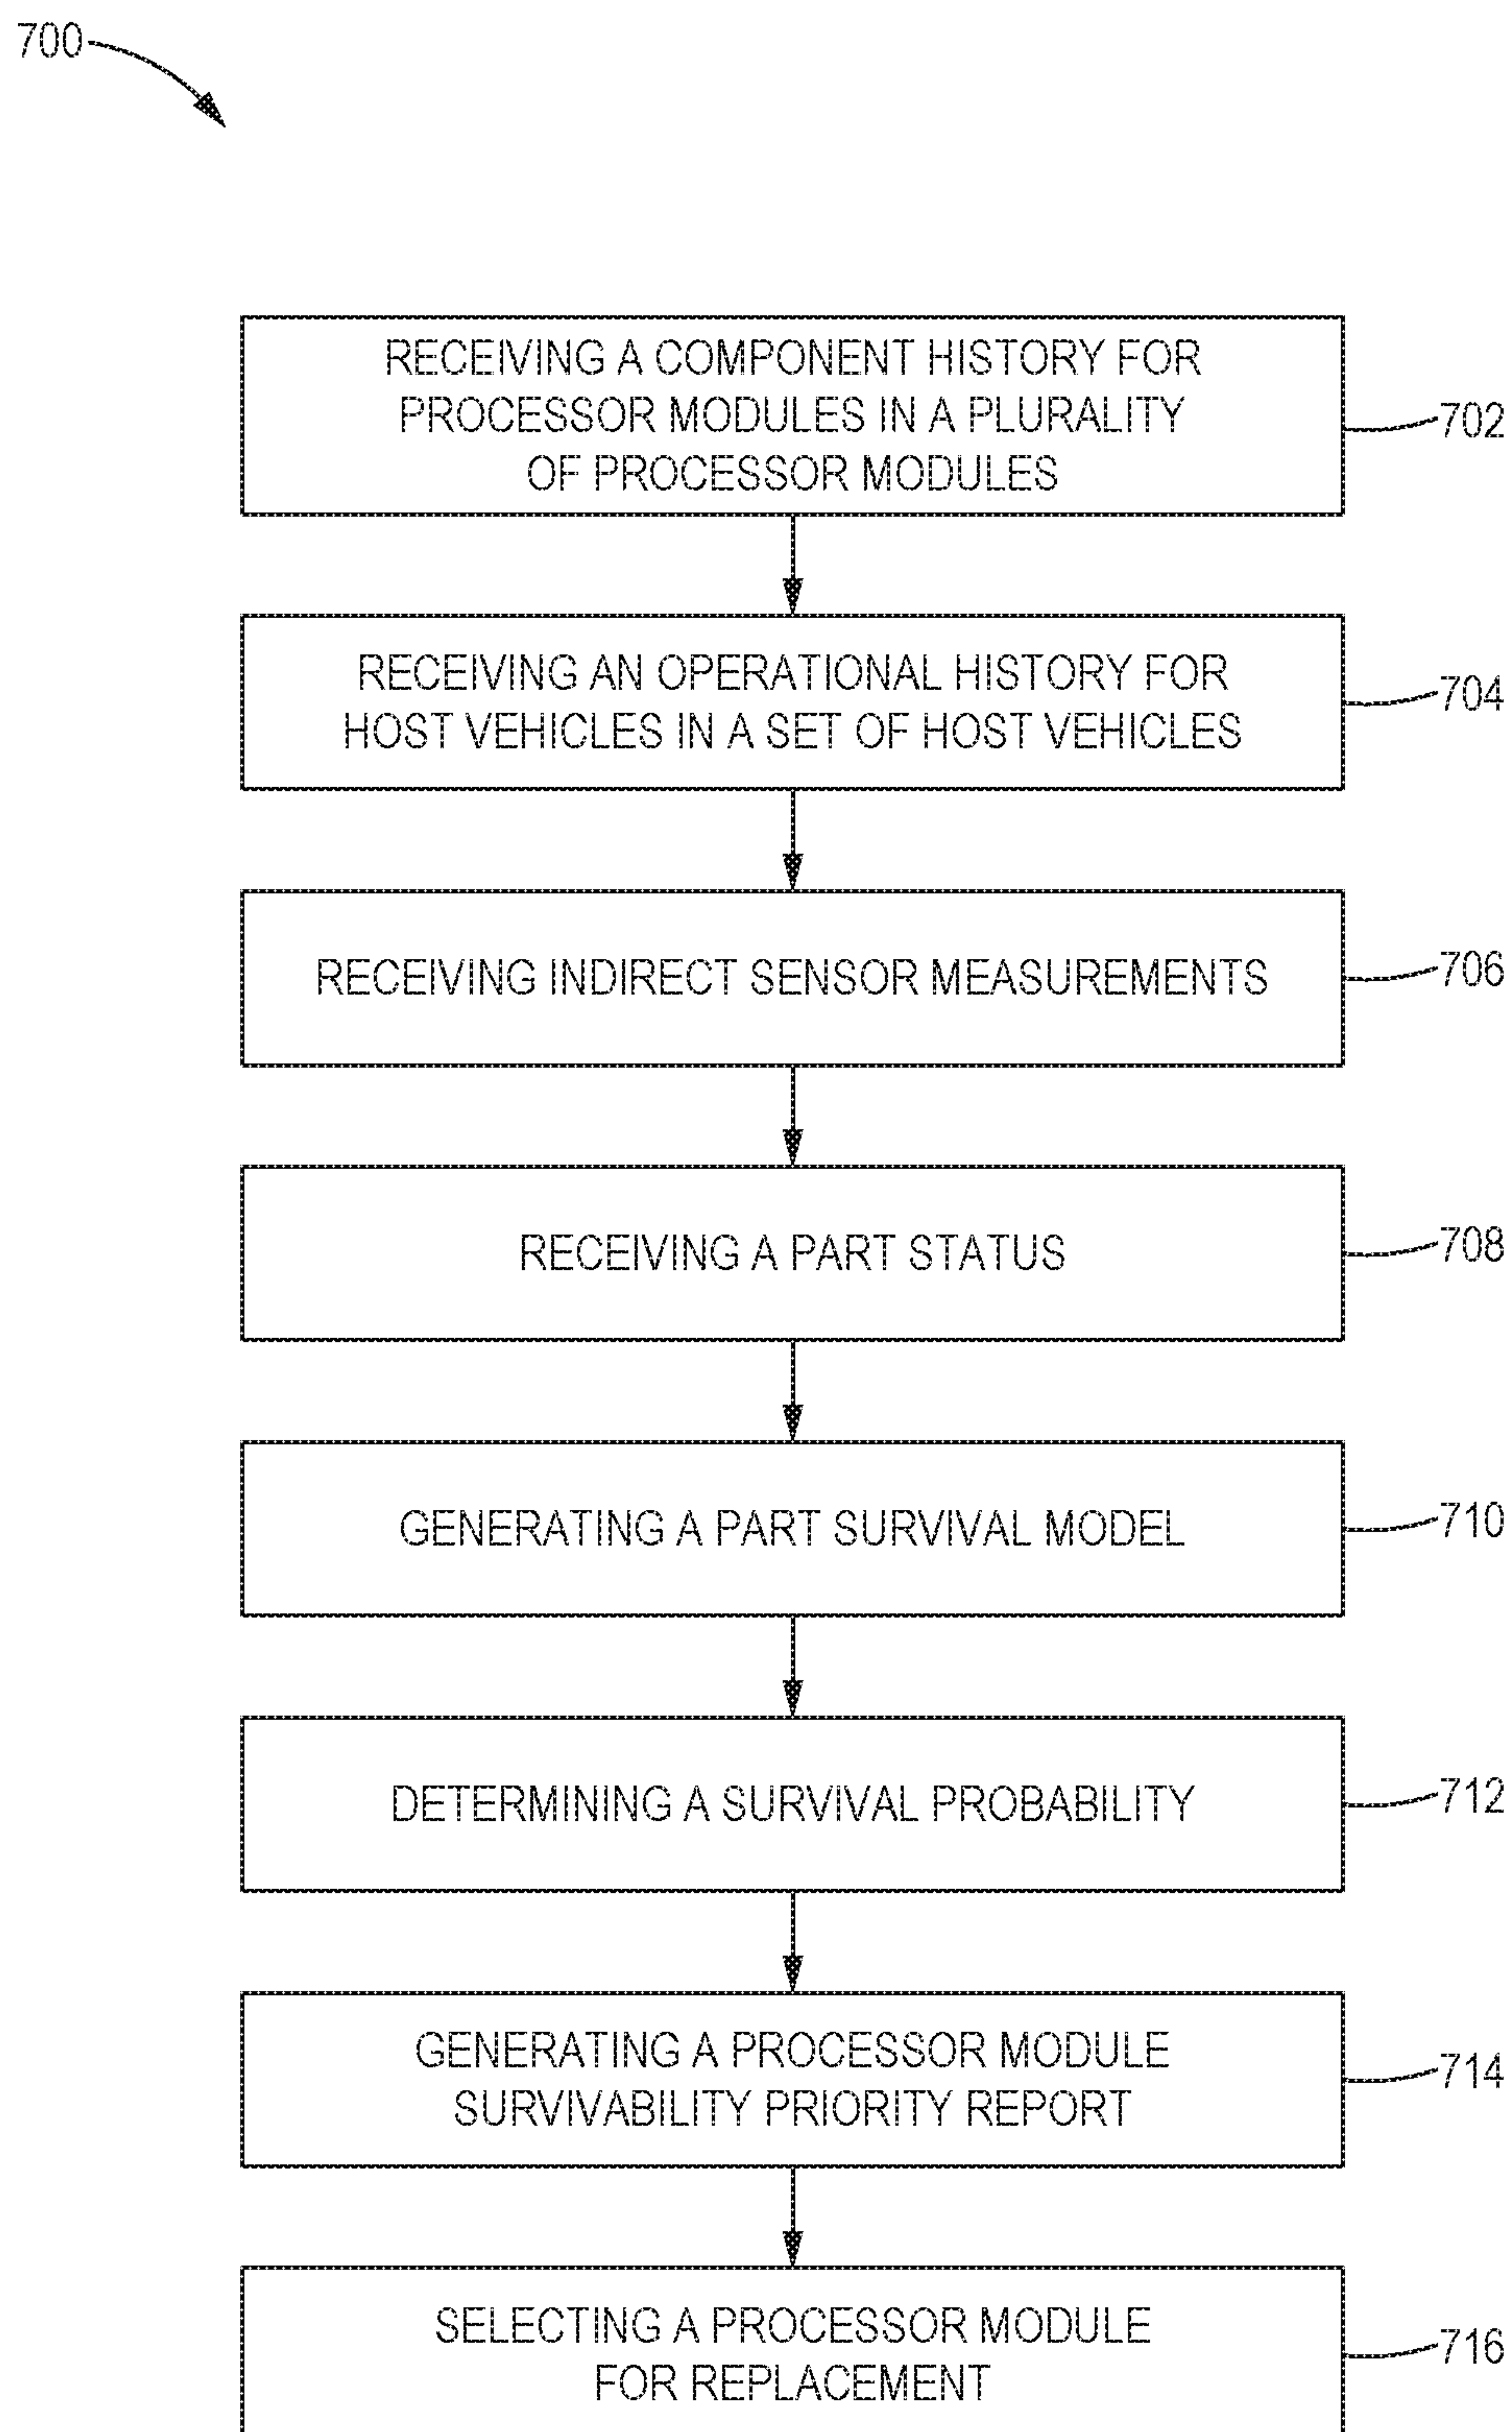 700
RECEIVING A COMPONENT HISTORY FOR
PROCESSOR MODULES IN A PLURALITY
OF PROCESSOR MODULES
702
RECEIVING AN OPERATIONAL HISTORY FOR
HOST VEHICLES IN A SET OF HOST VEHICLES
704
RECEIVING INDIRECT SENSOR MEASUREMENTS
706
RECEIVING A PART STATUS
708
GENERATING A PART SURVIVAL MODEL
710
DETERMINING A SURVIVAL PROBABILITY
712
GENERATING A PROCESSOR MODULE
SURVIVABILITY PRIORITY REPORT
714
SELECTING A PROCESSOR MODULE
FOR REPLACEMENT
716